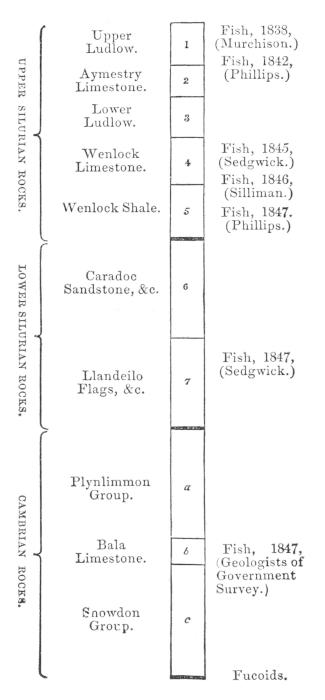 Upper
Ludlow.
1
Fish, 1838,
(Murchison.)
Aymestry
Limestone.
2
Fish, 1842,
(Phillips.)
Lower
Ludlow.
3
Wenlock
Limestone.
4
Fish, 1845,
(Sedgwick.)
Fish, 1846,
(Silliman.)
Wenlock Shale.
5
Fish, 1847.
(Phillips.)
UPPER SILURIAN ROCKS.
Caradoc
Sandstone, &c.
6
Llandeilo
Flags, &c.
7
Fish, 1847,
(Sedgwick.)
LOWER SILURIAN ROCKS.
Plynlimmon
Group.
a
Bala
Limestone.
b
Fish, 1847,
(Geologists of
Government
Survey.)
Snowdon
Group.
c
Fucoids.
CAMBRIAN ROCKS.